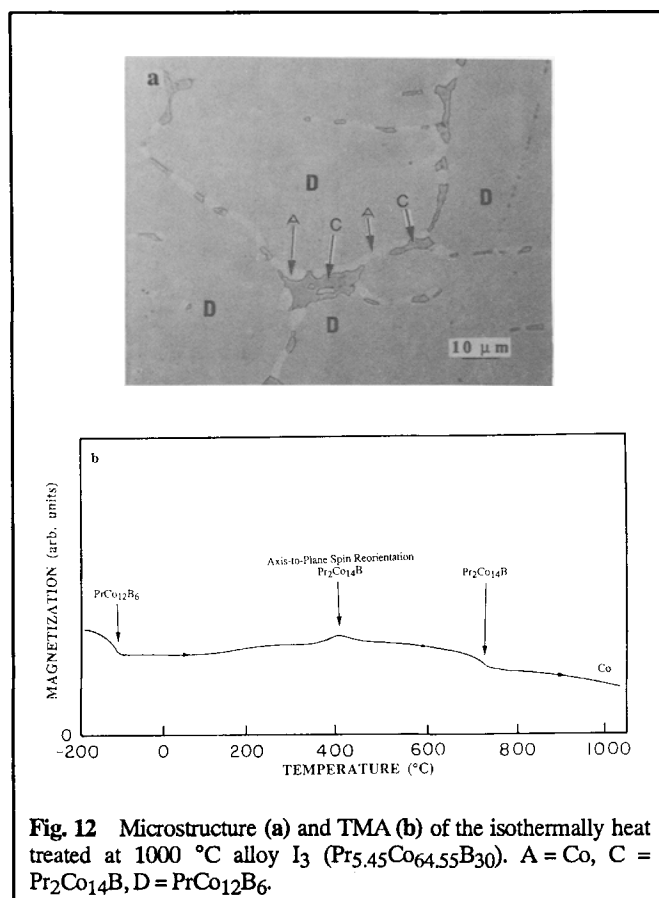 a
D
D
A
C
A
C
D
D
10 μm
b
MAGNETIZATION (arb. units)
Axis-to-Plane Spin Reorientation
Pr₂Co₁₄B
Pr₂Co₁₄B
PrCo₁₂B₆
Co
0
-200 0 200 400 600 800 1000
TEMPERATURE (°C)
Fig. 12 Microstructure (a) and TMA (b) of the isothermally heat
treated at 1000 °C alloy I₃ (Pr₅.₄₅Co₆₄.₅₅B₃₀). A = Co, C =
Pr₂Co₁₄B, D = PrCo₁₂B₆.